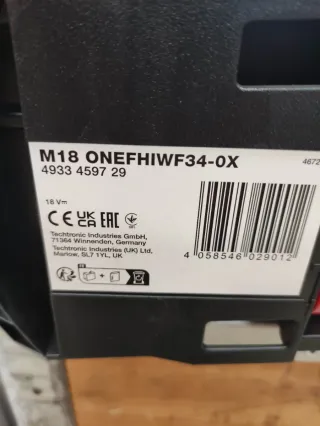 M18 ONEFHIWF34-0X
4933 4597 29
4672
18 V
CE UK CA EAC
Techtronic Industries GmbH,
71364 Winnenden, Germany
Techtronic Industries (UK) Ltd,
Marlow, SL7 1YL, UK
4 058546 029012